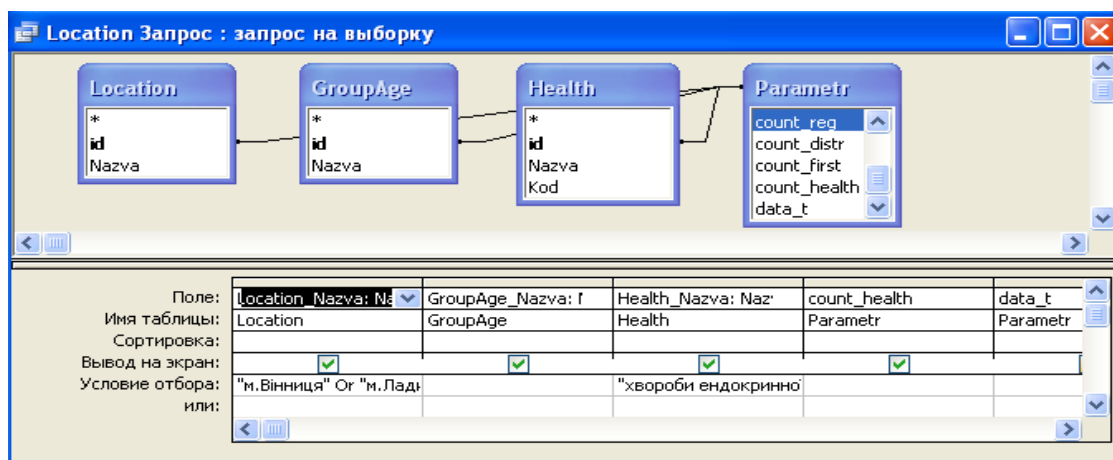 Location Запрос : запрос на выборку
Location GroupAge Health Parametr
* * * count_reg
id id id count_distr
Nazva Nazva Nazva count_first
Kod count_health
data_t
Поле: Location_Nazva: Na GroupAge_Nazva: Health_Nazva: Naz count_health data_t
Имя таблицы: Location GroupAge Health Parametr Parametr
Сортировка:
Вывод на экран:
Условие отбора: "м.Вінниця" Or "м.Лади "хвороби ендокринної
или: